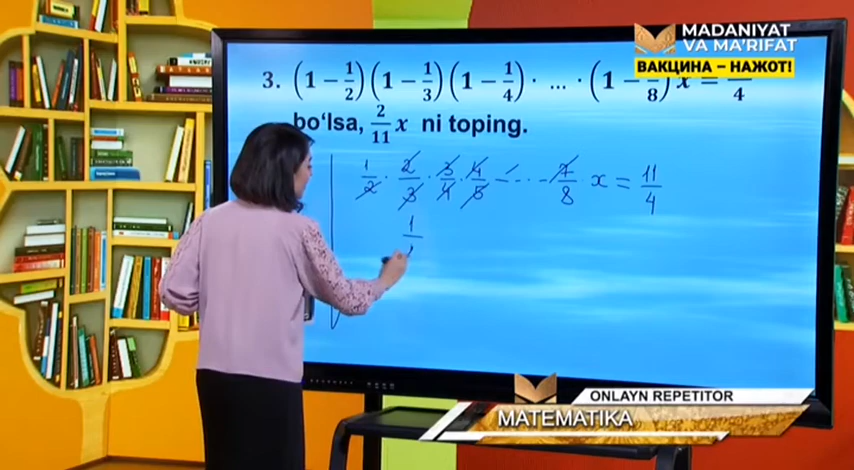 MADANIYAT
VA MA'RIFAT
ВАКЦИНА – НАЖОТ!
3. (1 − 1/2)(1 − 1/3)(1 − 1/4) · ... · (1 − 1/8) x = /4
bo‘lsa, 2/11 x ni toping.
1/2 · 2/3 · 3/4 · 4/5 · ... · 7/8 · x = 11/4
1
ONLAYN REPETITOR
MATEMATIKA